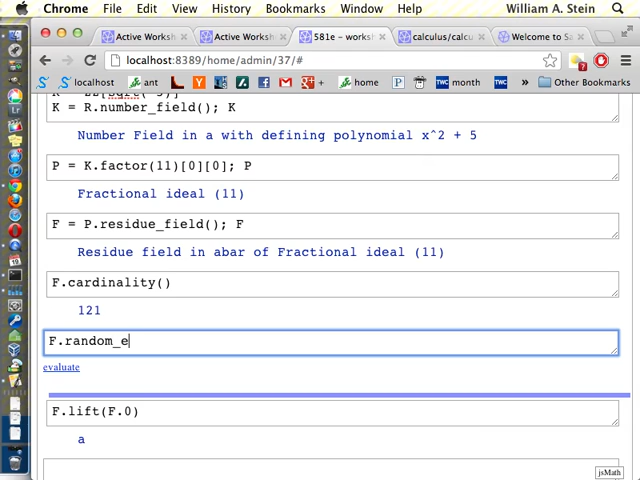 Chrome File Edit View History Bookmarks Window Help William A. Stein
Active Worksh
Active Worksh
581e – worksh
calculus/calcu
Welcome to Sa
localhost:8389/home/admin/37/#
localhost ant home month TWC Other Bookmarks
K = R.number_field(); K
Number Field in a with defining polynomial x^2 + 5
P = K.factor(11)[0][0]; P
Fractional ideal (11)
F = P.residue_field(); F
Residue field in abar of Fractional ideal (11)
F.cardinality()
121
F.random_e
evaluate
F.lift(F.0)
a
jsMath